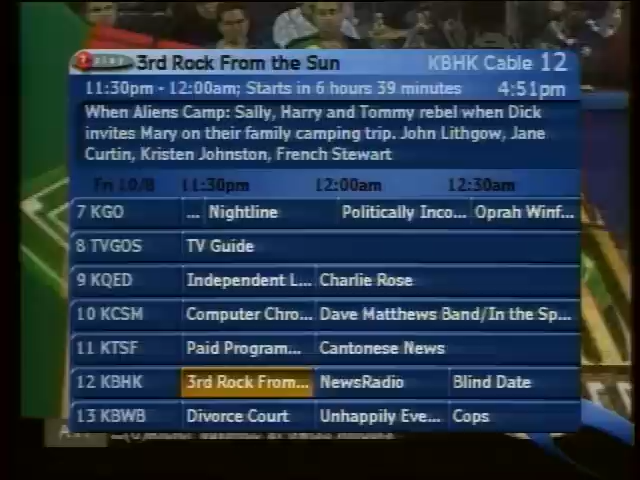 play 3rd Rock From the Sun KBHK Cable 12
11:30pm - 12:00am; Starts in 6 hours 39 minutes 4:51pm
When Aliens Camp: Sally, Harry and Tommy rebel when Dick
invites Mary on their family camping trip. John Lithgow, Jane
Curtin, Kristen Johnston, French Stewart
Fri 10/8 11:30pm 12:00am 12:30am
7 KGO ... Nightline Politically Inco... Oprah Winf...
8 TVGOS TV Guide
9 KQED Independent L... Charlie Rose
10 KCSM Computer Chro... Dave Matthews Band/In the Sp...
11 KTSF Paid Program... Cantonese News
12 KBHK 3rd Rock From... NewsRadio Blind Date
13 KBWB Divorce Court Unhappily Eve... Cops